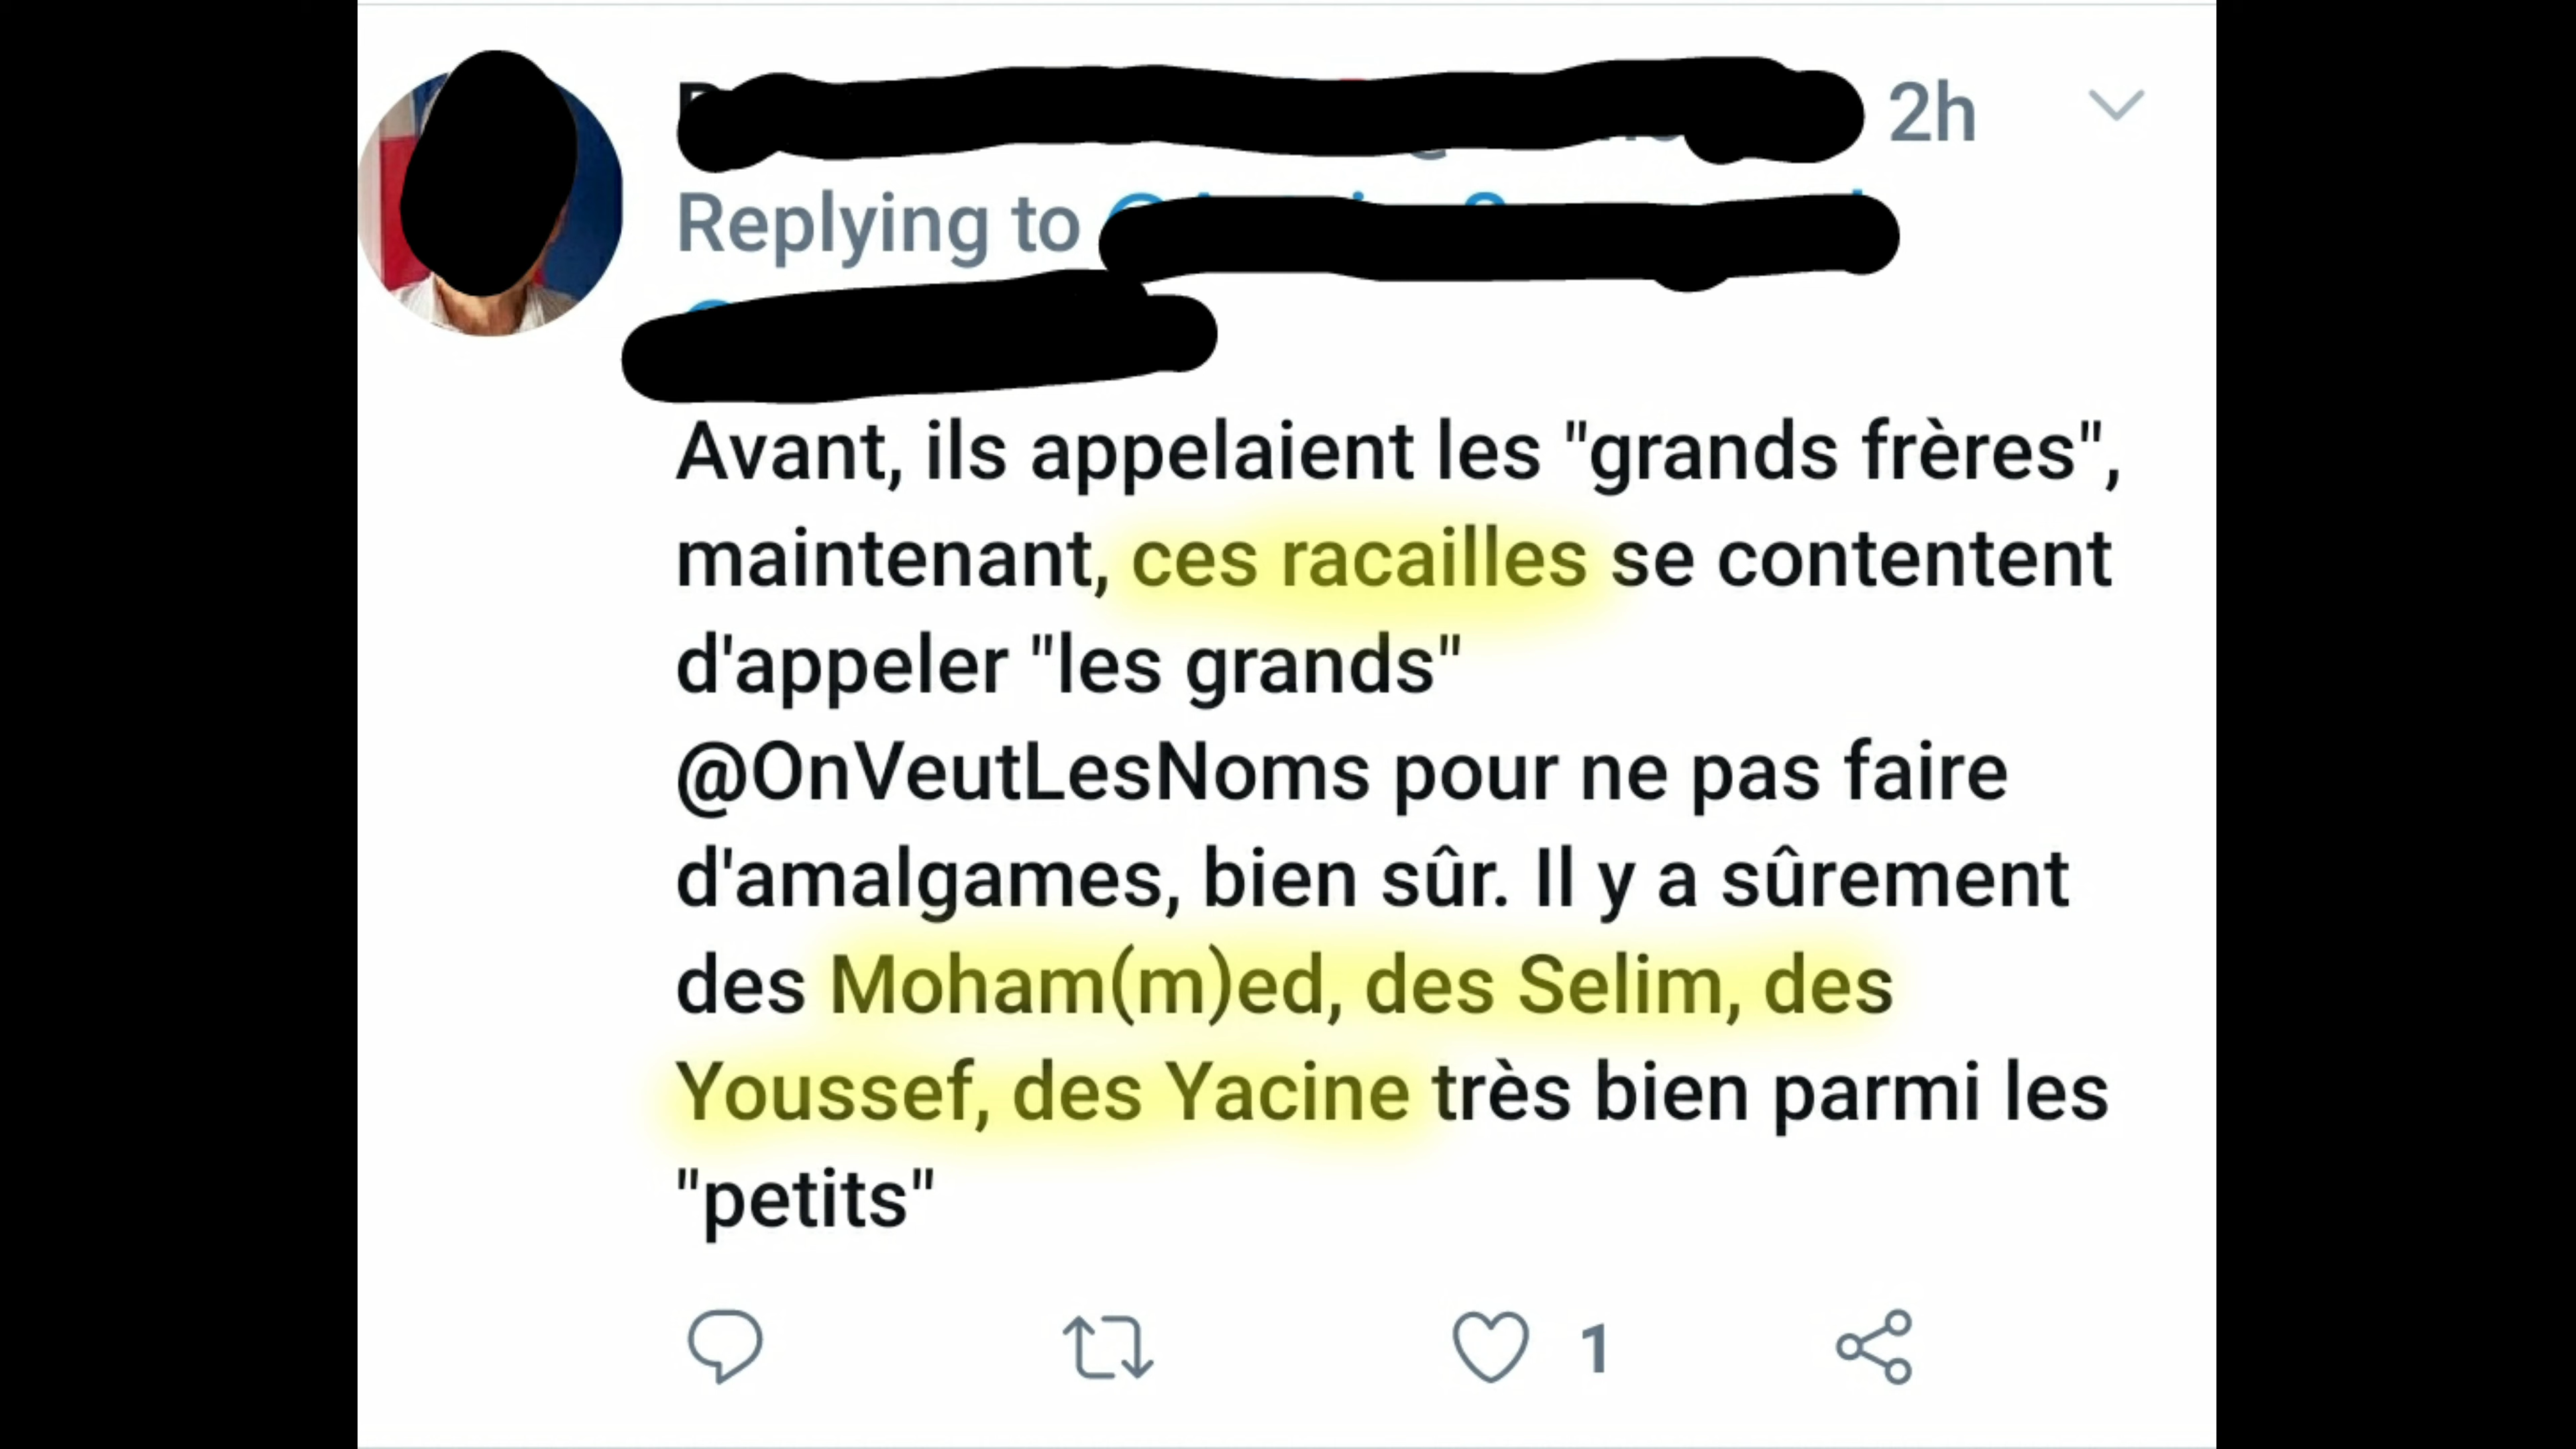 2h
Replying to
Avant, ils appelaient les "grands frères",
maintenant, ces racailles se contentent
d'appeler "les grands"
@OnVeutLesNoms pour ne pas faire
d'amalgames, bien sûr. Il y a sûrement
des Moham(m)ed, des Selim, des
Youssef, des Yacine très bien parmi les
"petits"
1